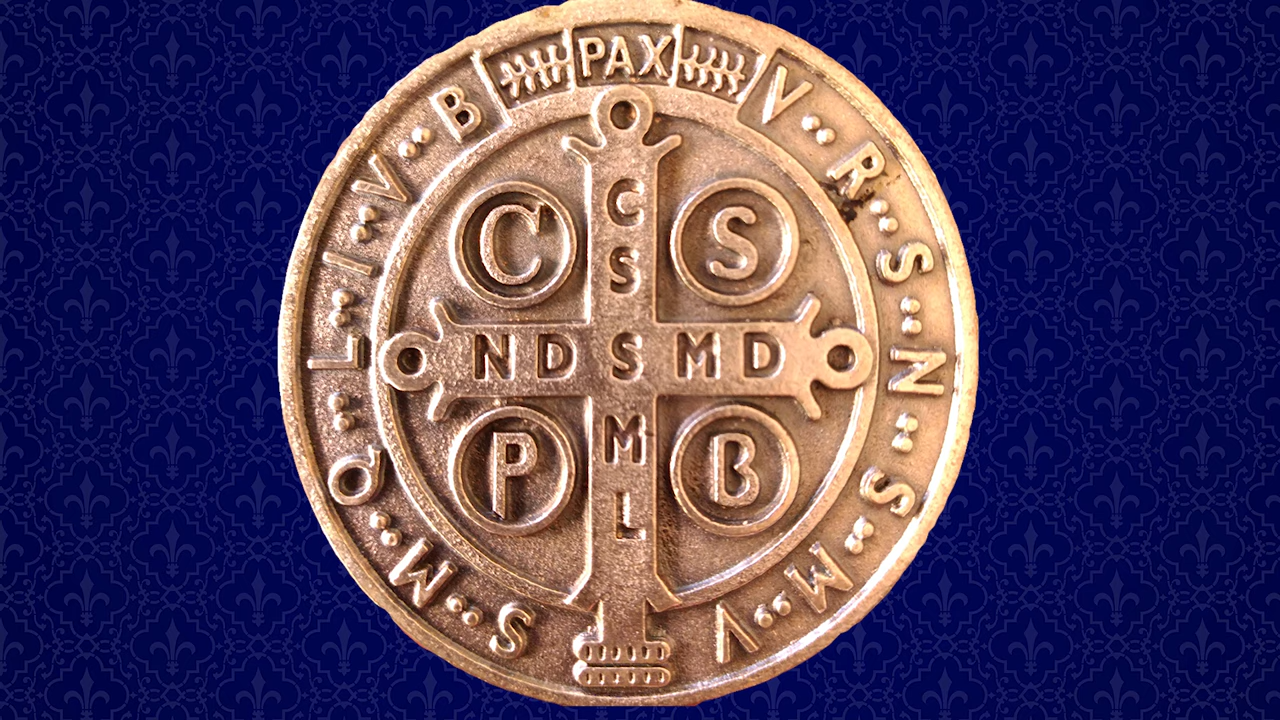 PAX
V : R : S : N : S : M : V
S : M : Q : L : I : V : B
C S
C
S
N D S M D
M
L
P B